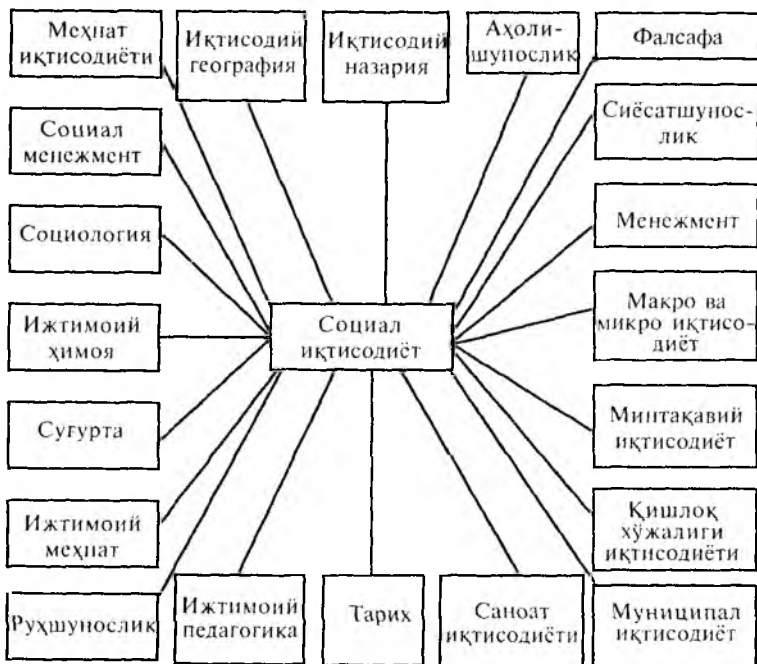 Меҳнат
иқтисодиёти
Иқтисодий
география
Иқтисодий
назария
Аҳоли-
шунослик
Фалсафа
Социал
менежмент
Сиёсатшунос-
лик
Социология
Менежмент
Ижтимоий
ҳимоя
Социал
иқтисодиёт
Макро ва
микро иқтисо-
диёт
Суғурта
Минтақавий
иқтисодиёт
Ижтимоий
меҳнат
Қишлоқ
хўжалиги
иқтисодиёти
Руҳшунослик
Ижтимоий
педагогика
Тарих
Саноат
иқтисодиёти
Муниципал
иқтисодиёт